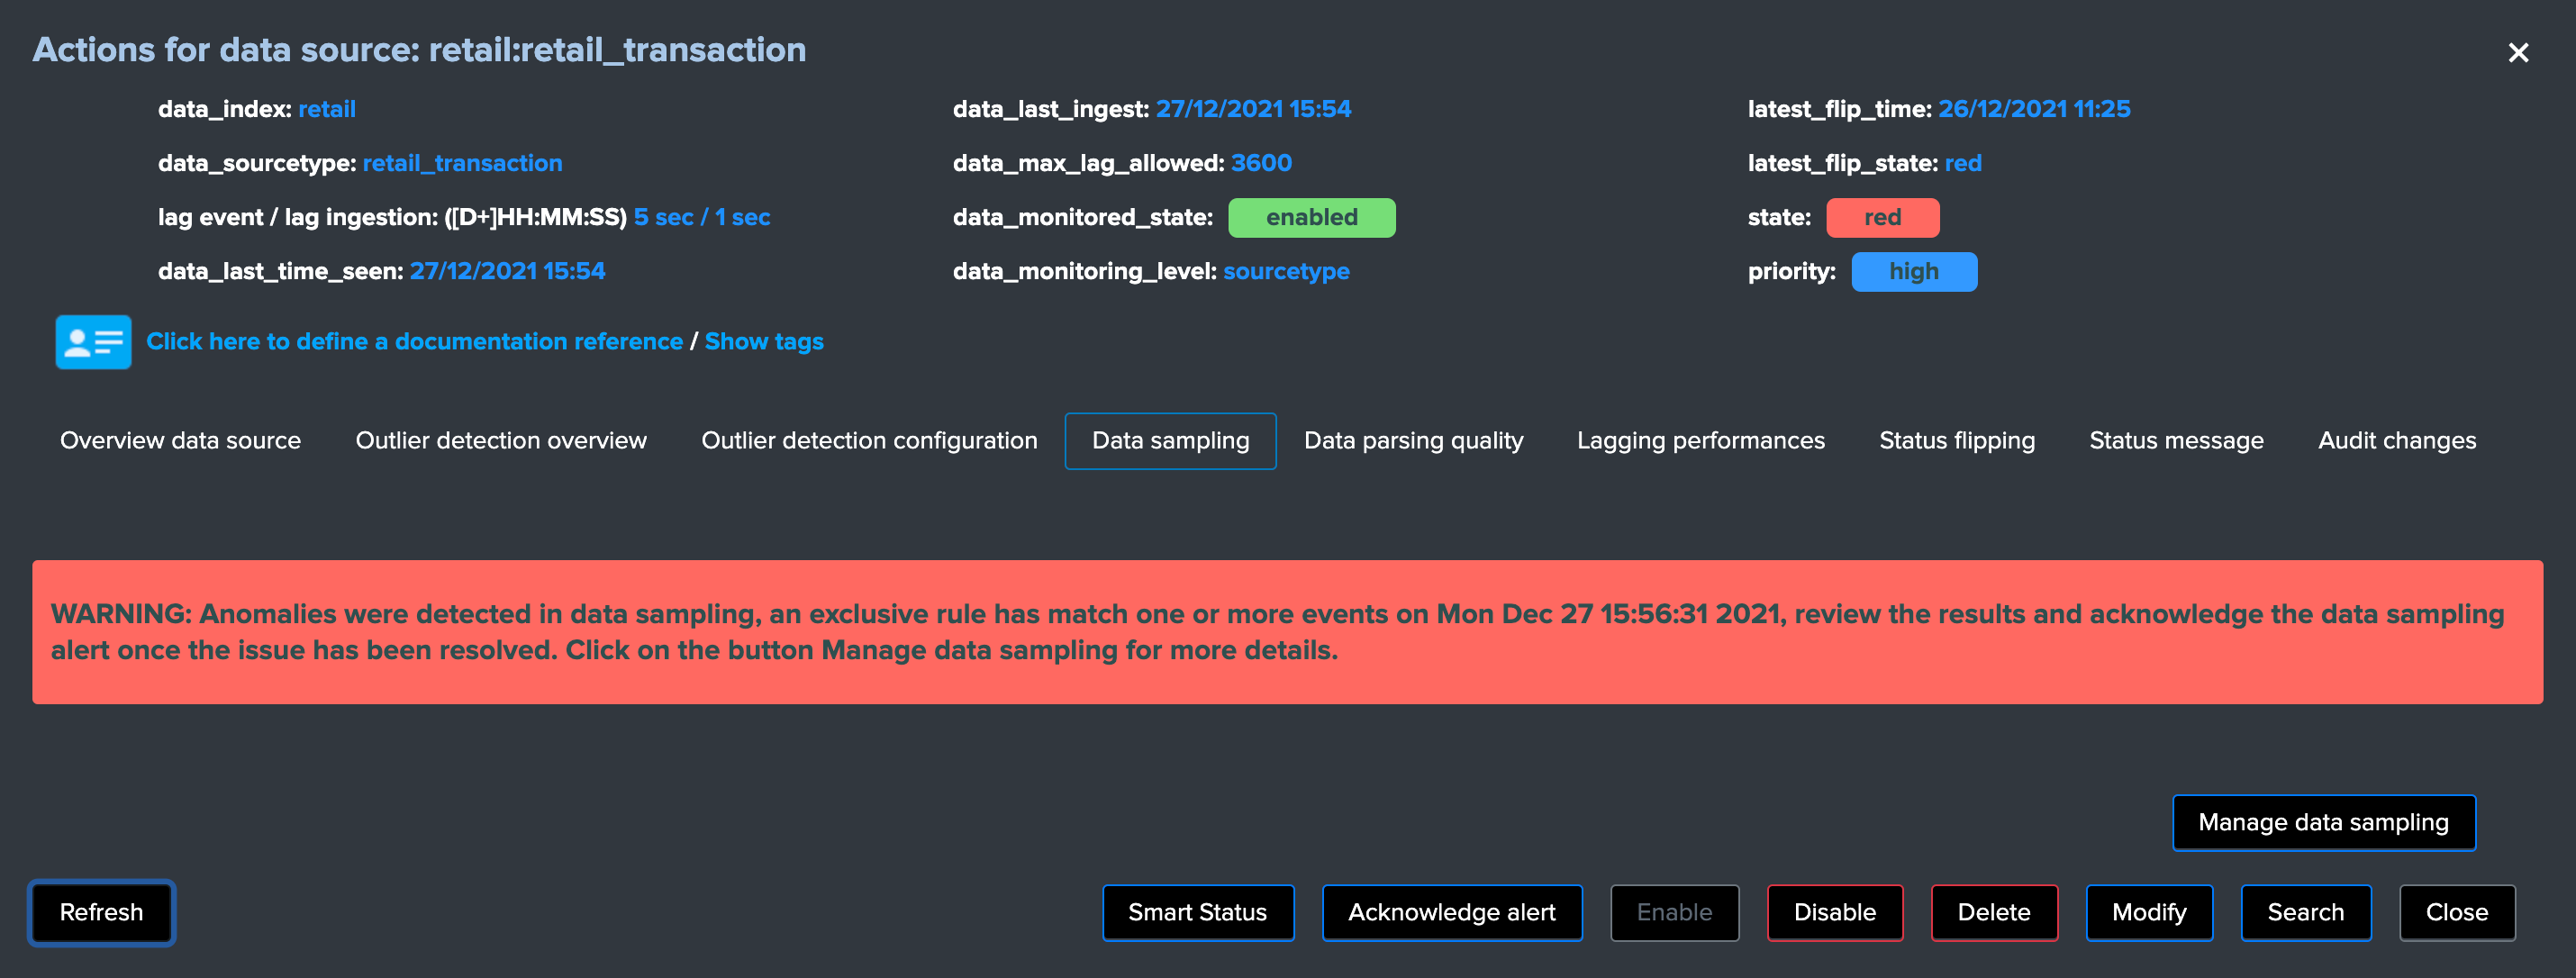 Actions for data source: retail:retail_transaction
data_index: retail
data_last_ingest: 27/12/2021 15:54
latest_flip_time: 26/12/2021 11:25
data_sourcetype: retail_transaction
data_max_lag_allowed: 3600
latest_flip_state: red
lag event / lag ingestion: ([D+]HH:MM:SS) 5 sec / 1 sec
data_monitored_state: enabled
state: red
data_last_time_seen: 27/12/2021 15:54
data_monitoring_level: sourcetype
priority: high
Click here to define a documentation reference / Show tags
Overview data source
Outlier detection overview
Outlier detection configuration
Data sampling
Data parsing quality
Lagging performances
Status flipping
Status message
Audit changes
WARNING: Anomalies were detected in data sampling, an exclusive rule has match one or more events on Mon Dec 27 15:56:31 2021, review the results and acknowledge the data sampling
alert once the issue has been resolved. Click on the button Manage data sampling for more details.
Manage data sampling
Refresh
Smart Status
Acknowledge alert
Enable
Disable
Delete
Modify
Search
Close